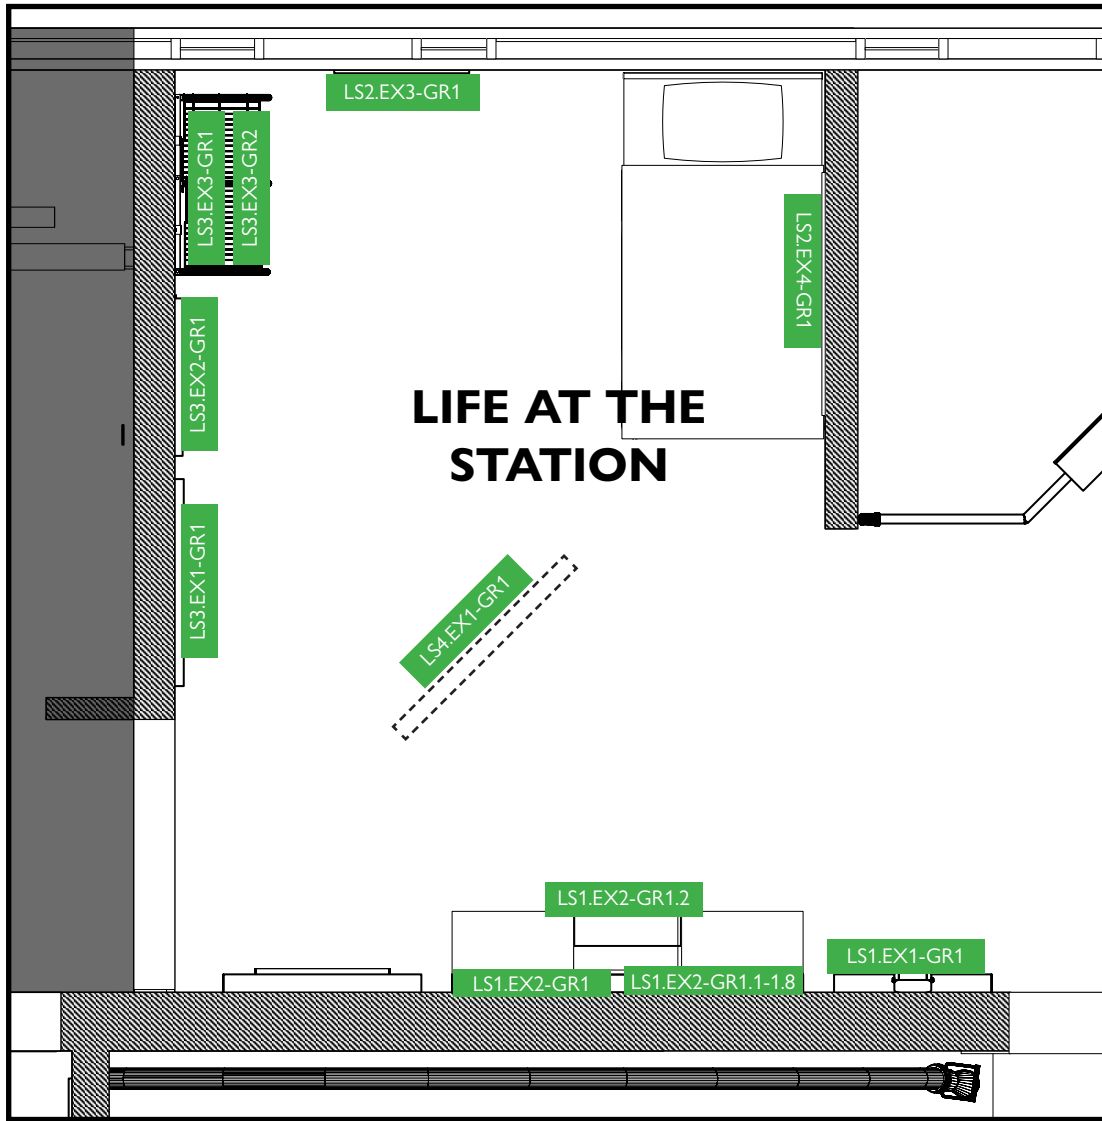 LS2.EX3-GR1
LS3.EX3-GR1
LS3.EX3-GR2
LS2.EX4-GR1
LS3.EX2-GR1
LIFE AT THE
STATION
LS3.EX1-GR1
LS4.EX1-GR1
LS1.EX2-GR1.2
LS1.EX1-GR1
LS1.EX2-GR1
LS1.EX2-GR1.1-1.8